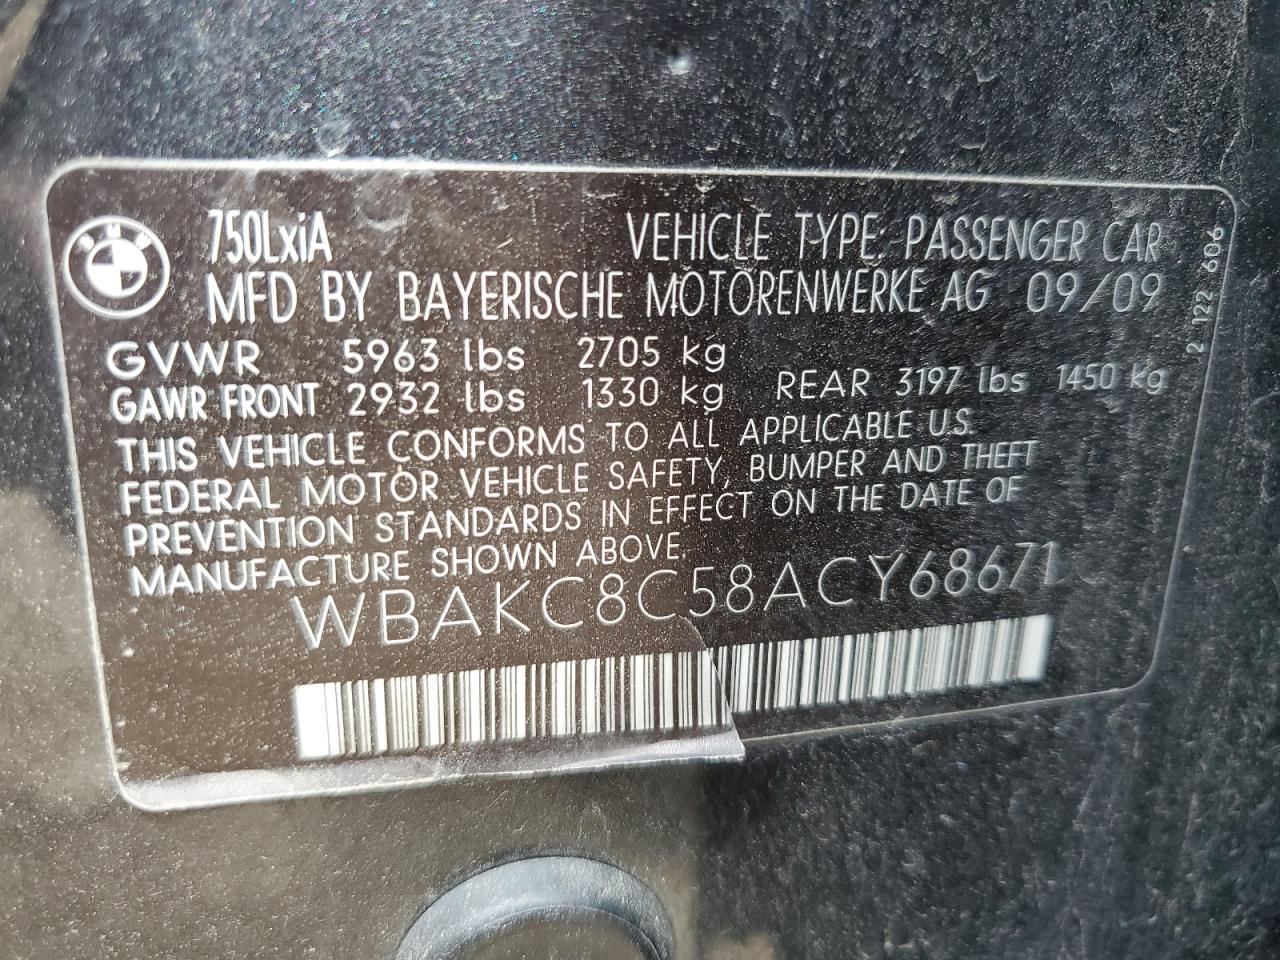 BMW
750LxiA VEHICLE TYPE: PASSENGER CAR
MFD BY BAYERISCHE MOTORENWERKE AG 09/09
GVWR 5963 lbs 2705 kg
GAWR FRONT 2932 lbs 1330 kg REAR 3197 lbs 1450 kg
THIS VEHICLE CONFORMS TO ALL APPLICABLE U.S.
FEDERAL MOTOR VEHICLE SAFETY, BUMPER AND THEFT
PREVENTION STANDARDS IN EFFECT ON THE DATE OF
MANUFACTURE SHOWN ABOVE.
WBAKC8C58ACY68671
2 122 606